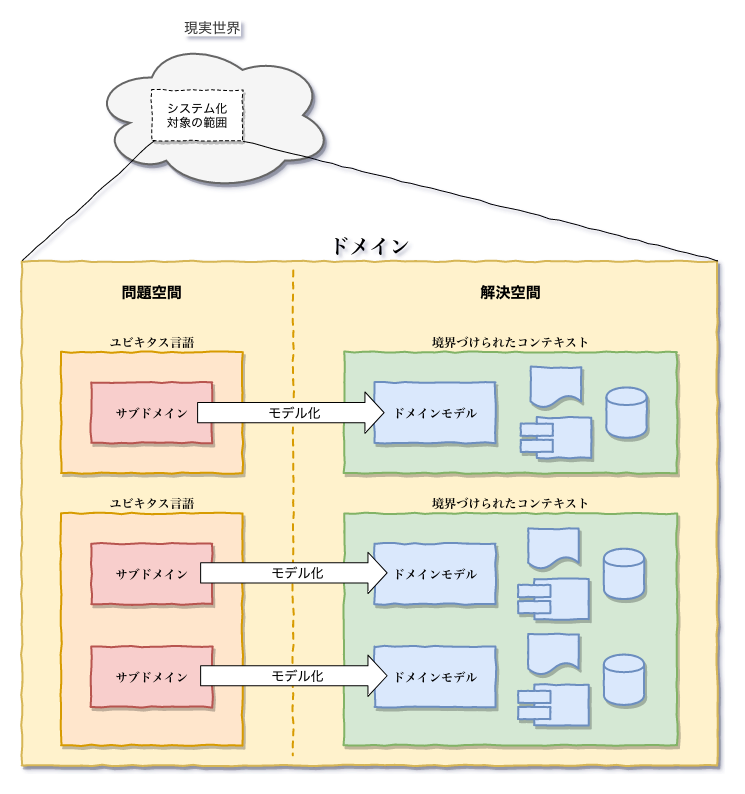 現実世界
システム化
対象の範囲
ドメイン
問題空間
解決空間
ユビキタス言語
境界づけられたコンテキスト
サブドメイン
モデル化
ドメインモデル
ユビキタス言語
境界づけられたコンテキスト
サブドメイン
モデル化
ドメインモデル
サブドメイン
モデル化
ドメインモデル